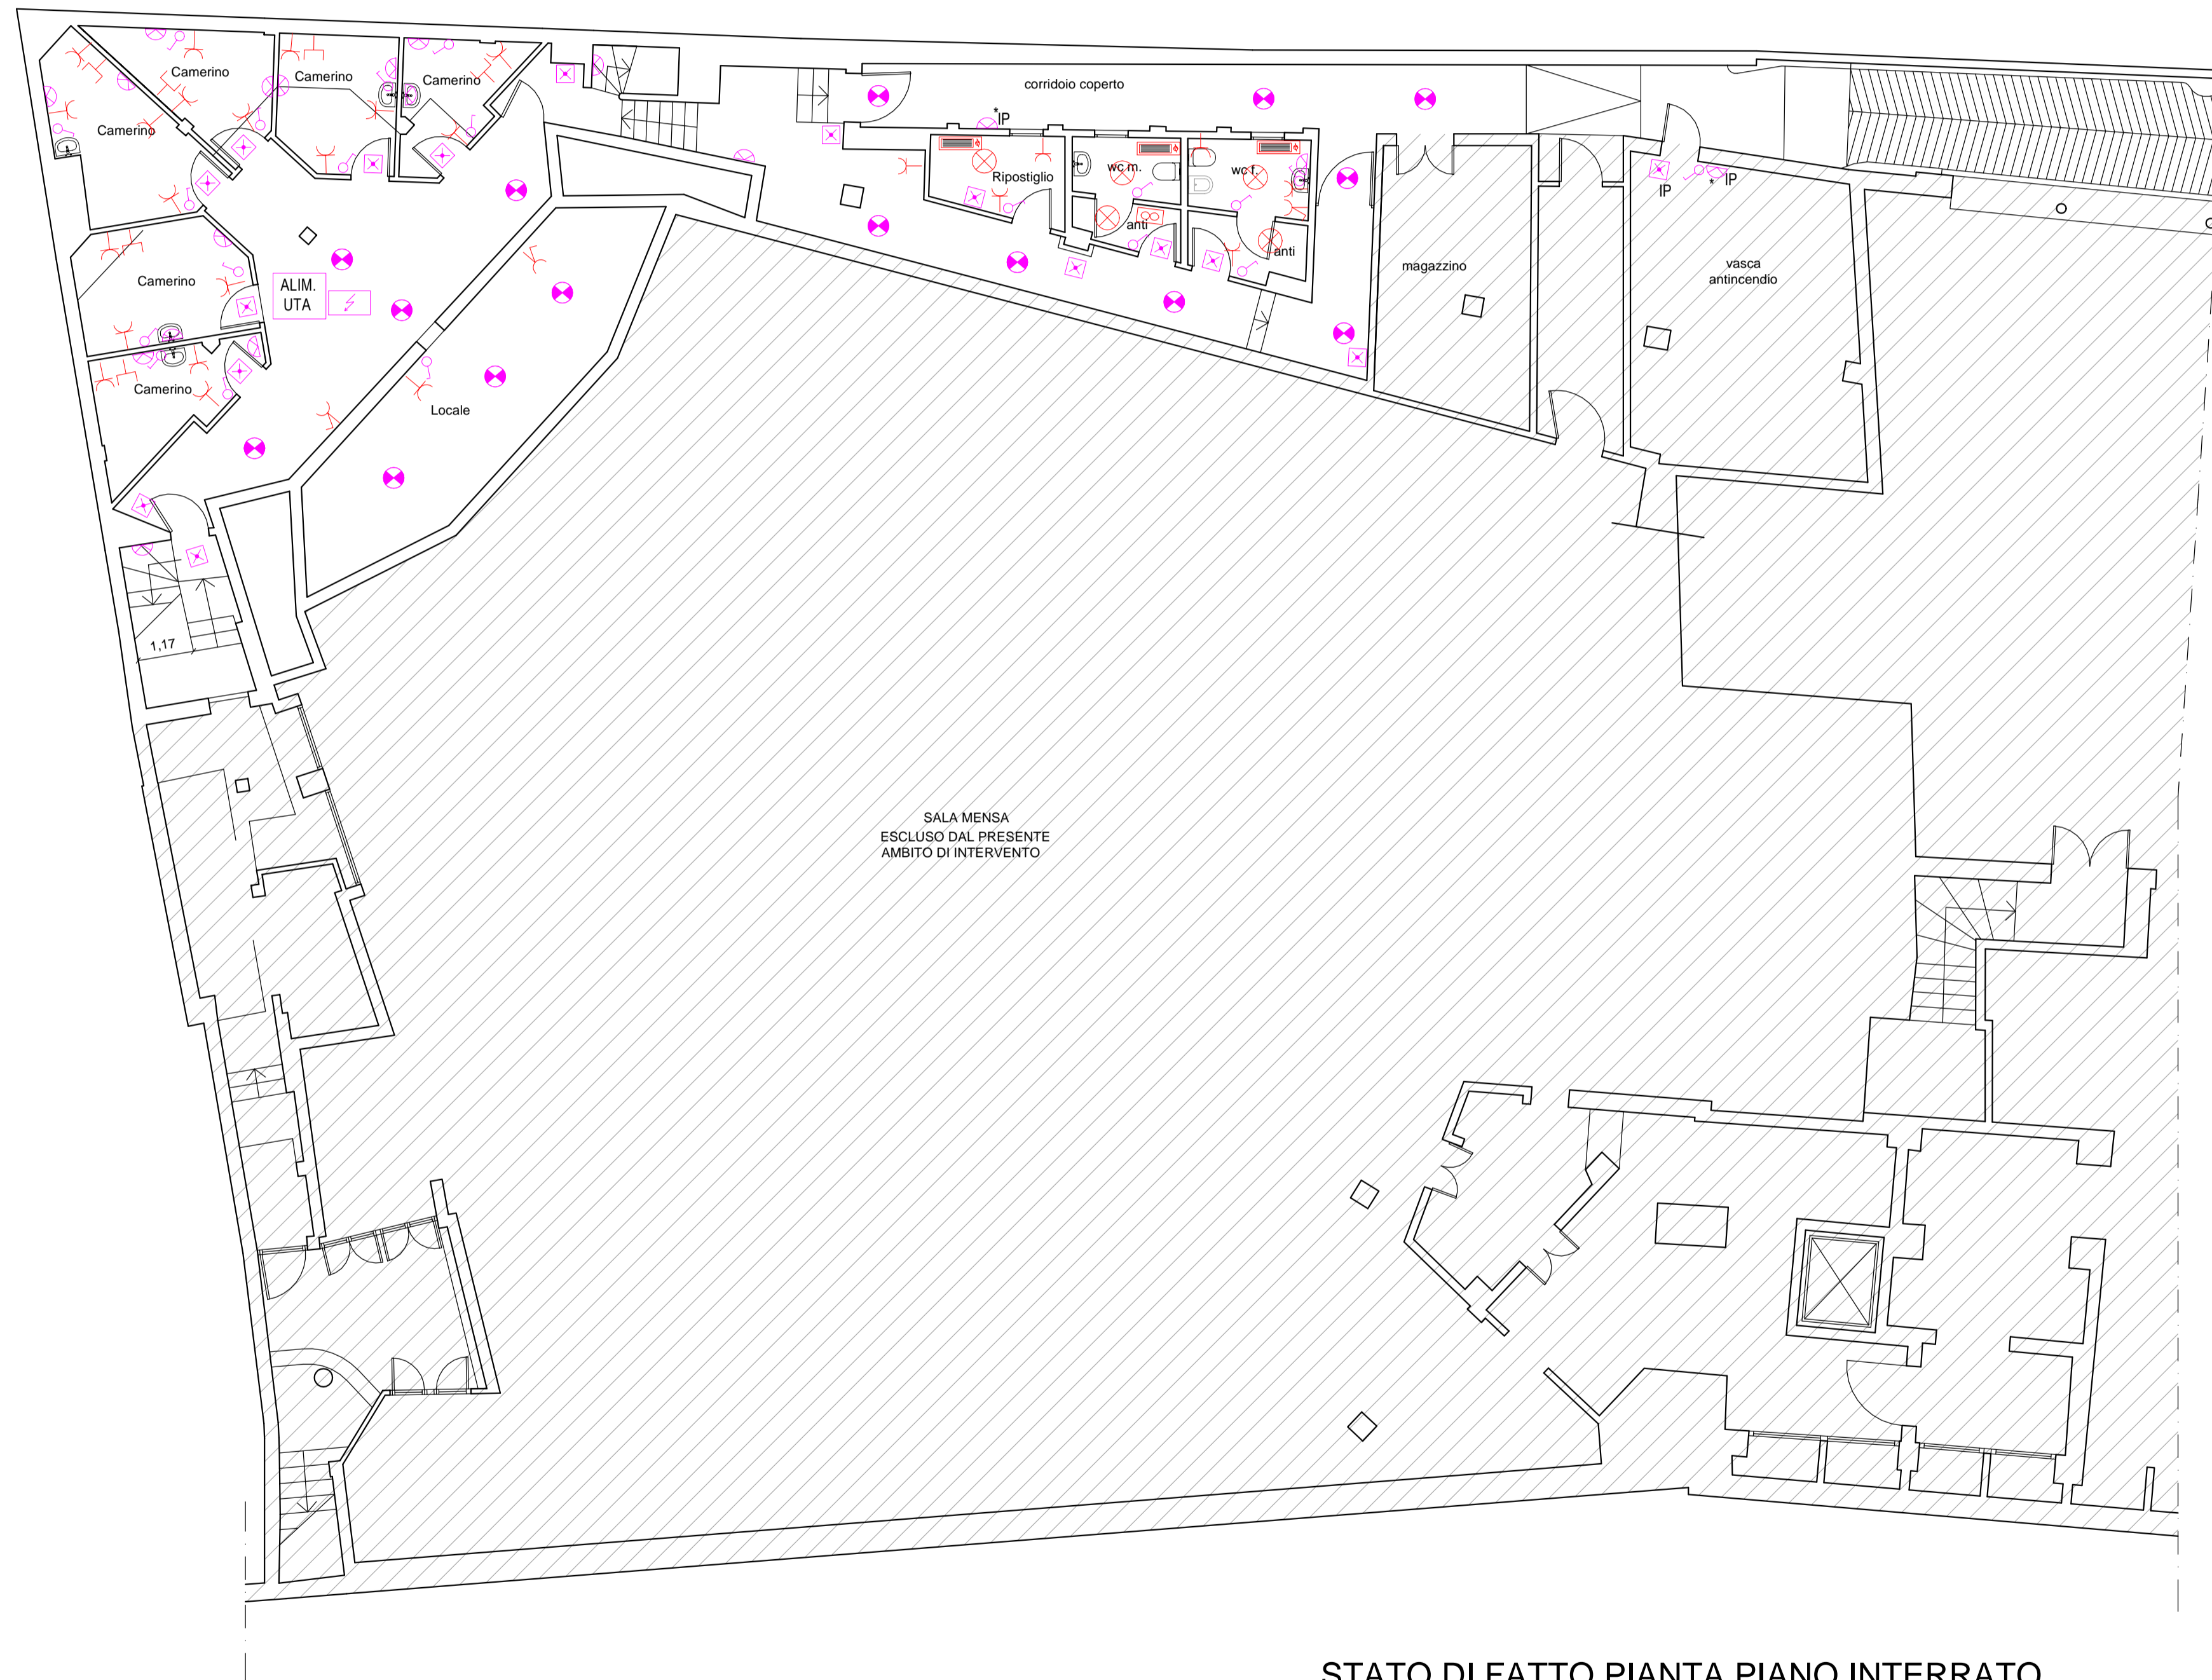 Camerino
Camerino
Camerino
corridoio coperto
*IP
Camerino
wc m.
wc f.
Ripostiglio
IP
* IP
anti
anti
magazzino
vasca
antincendio
Camerino
ALIM.
UTA
Camerino
Locale
1,17
SALA MENSA
ESCLUSO DAL PRESENTE
AMBITO DI INTERVENTO
STATO DI FATTO PIANTA PIANO INTERRATO